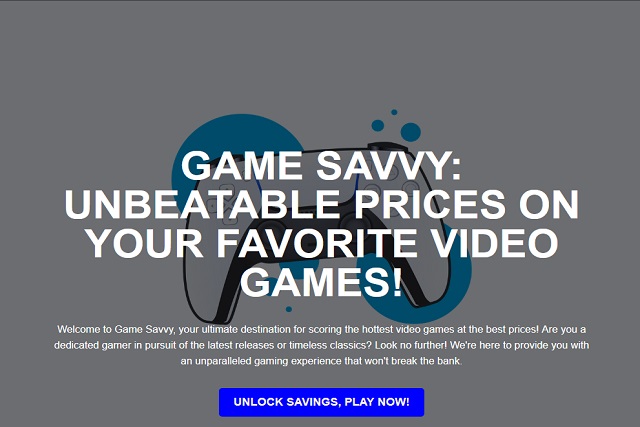 GAME SAVVY:
UNBEATABLE PRICES ON
YOUR FAVORITE VIDEO
GAMES!
Welcome to Game Savvy, your ultimate destination for scoring the hottest video games at the best prices! Are you a
dedicated gamer in pursuit of the latest releases or timeless classics? Look no further! We're here to provide you with
an unparalleled gaming experience that won't break the bank.
UNLOCK SAVINGS, PLAY NOW!